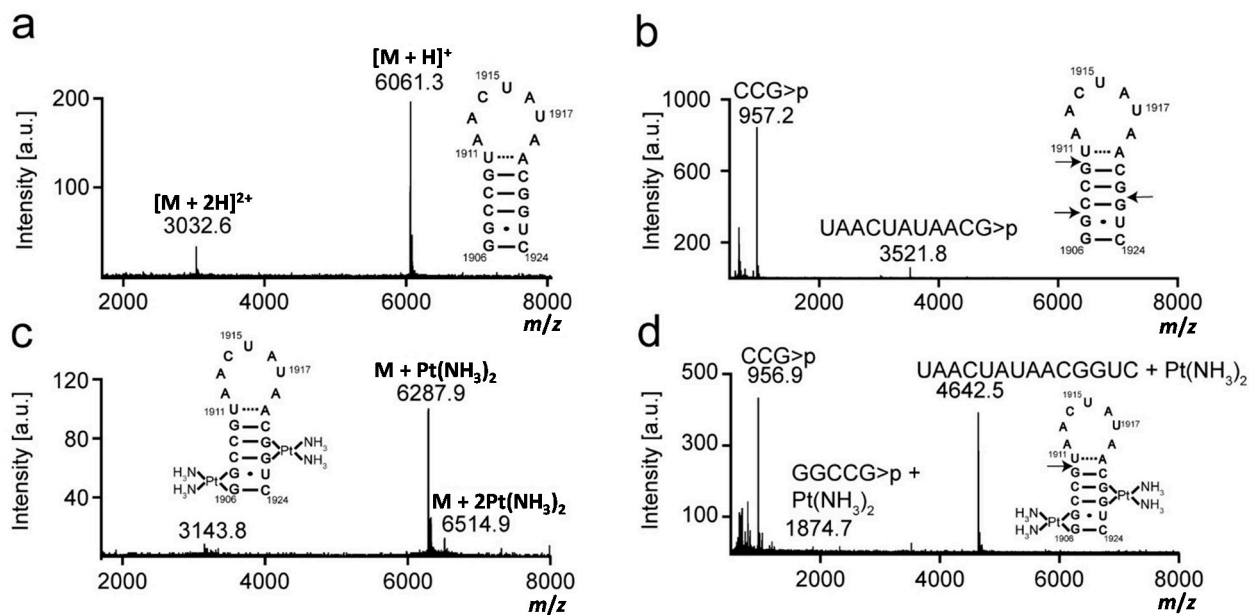 a
[M + H]⁺
6061.3
[M + 2H]²⁺
3032.6
Intensity [a.u.]
200
100
2000 4000 6000 8000
m/z
1915
U
C A
A U 1917
A A
1911 U A
G C
C G
C G
G U
G C
1906 1924
b
CCG>p
957.2
UAACUAUAACG>p
3521.8
Intensity [a.u.]
1000
600
200
2000 4000 6000 8000
m/z
1915
U
C A
A U 1917
A A
1911 U A
G C
C G
C G
G U
G C
1906 1924
c
M + Pt(NH₃)₂
6287.9
M + 2Pt(NH₃)₂
6514.9
3143.8
Intensity [a.u.]
120
80
40
2000 4000 6000 8000
m/z
1915
U
C A
A U 1917
A A
1911 U A
G C
C G NH₃
C G Pt NH₃
H₃N G U
H₃N Pt G C
1906 1924
d
CCG>p
956.9
UAACUAUAACGGUC + Pt(NH₃)₂
4642.5
GGCCG>p +
Pt(NH₃)₂
1874.7
Intensity [a.u.]
500
300
100
2000 4000 6000 8000
m/z
1915
U
C A
A U 1917
A A
1911 U A
G C
C G NH₃
C G Pt NH₃
H₃N G U
H₃N Pt G C
1906 1924